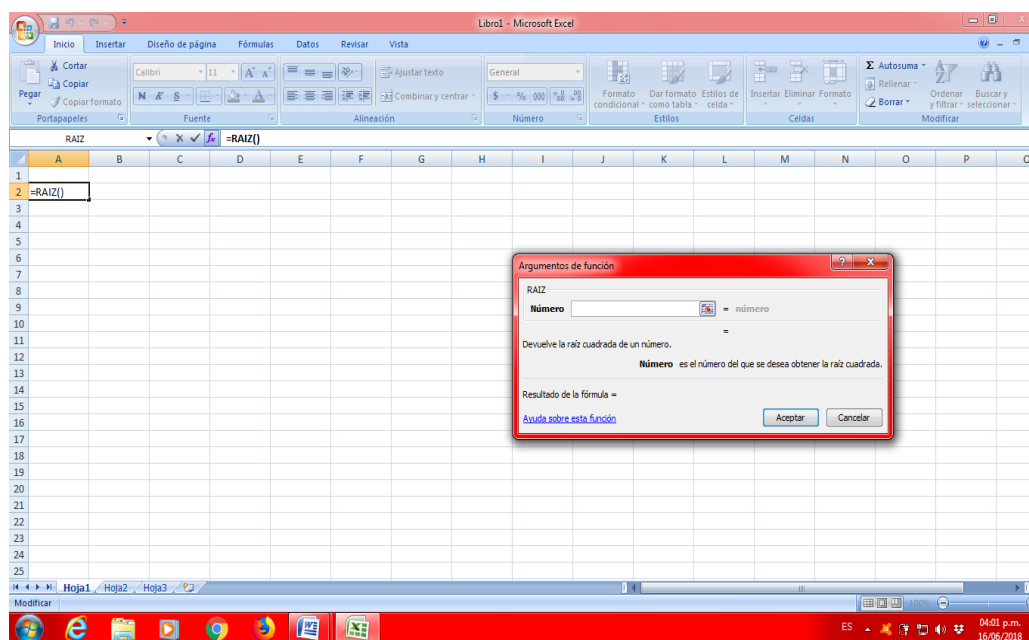 Libro1 - Microsoft Excel
Inicio Insertar Diseño de página Fórmulas Datos Revisar Vista
Pegar
Cortar
Copiar
Copiar formato
Portapapeles
Calibri 11
N K S
Fuente
Ajustar texto
Combinar y centrar
Alineación
General
$ % 000
Número
Formato condicional
Dar formato como tabla
Estilos de celda
Estilos
Insertar Eliminar Formato
Celdas
Σ Autosuma
Rellenar
Borrar
Ordenar y filtrar
Buscar y seleccionar
Modificar
RAIZ fx =RAIZ()
A B C D E F G H I J K L M N O P Q
1
2 =RAIZ()
3
4
5
6
7
8
9
10
11
12
13
14
15
16
17
18
19
20
21
22
23
24
25
Argumentos de función
RAIZ
Número = número
=
Devuelve la raíz cuadrada de un número.
Número es el número del que se desea obtener la raíz cuadrada.
Resultado de la fórmula =
Ayuda sobre esta función
Aceptar Cancelar
Hoja1 Hoja2 Hoja3
Modificar 100%
ES 04:01 p.m.
16/06/2018